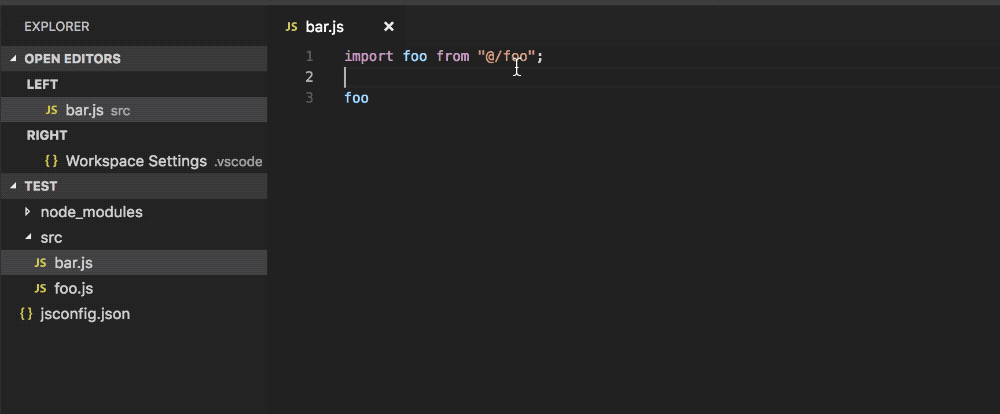 EXPLORER
OPEN EDITORS
LEFT
JS bar.js src
RIGHT
{ } Workspace Settings .vscode
TEST
node_modules
src
JS bar.js
JS foo.js
{ } jsconfig.json
JS bar.js ×
1 import foo from "@/foo";
2
3 foo